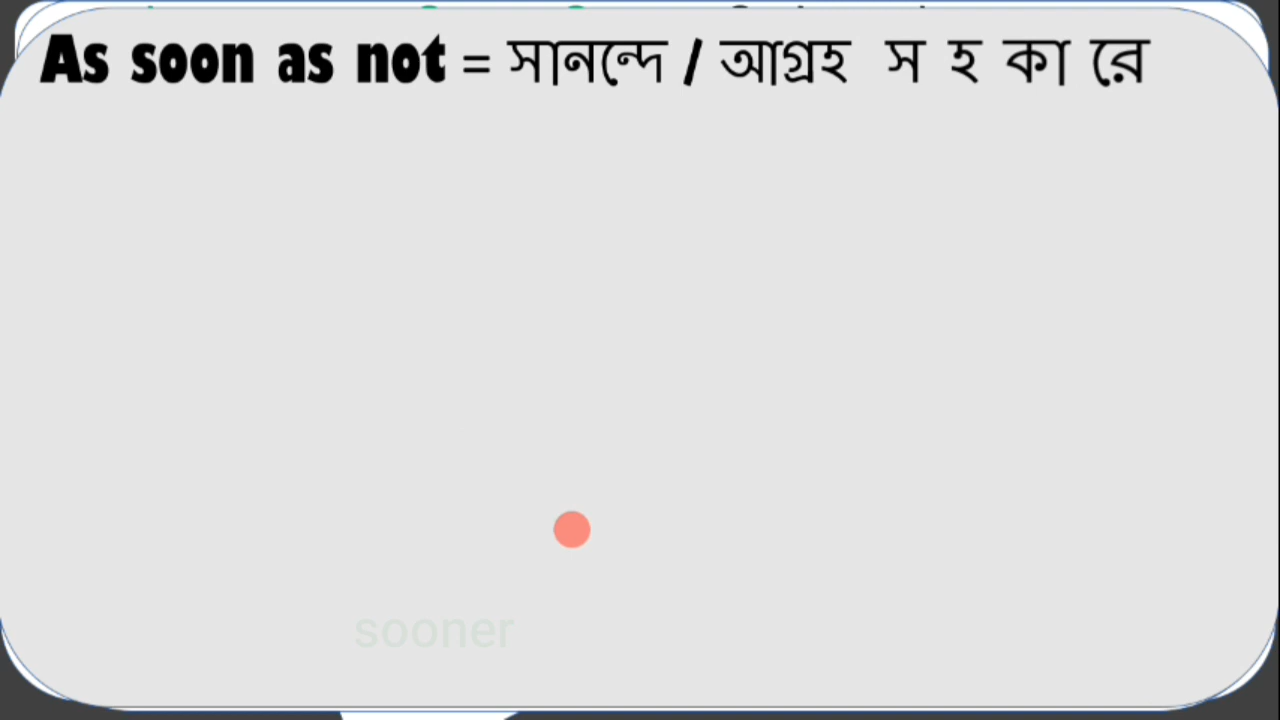 As soon as not = সানন্দে / আগ্রহ স হ কা রে
sooner